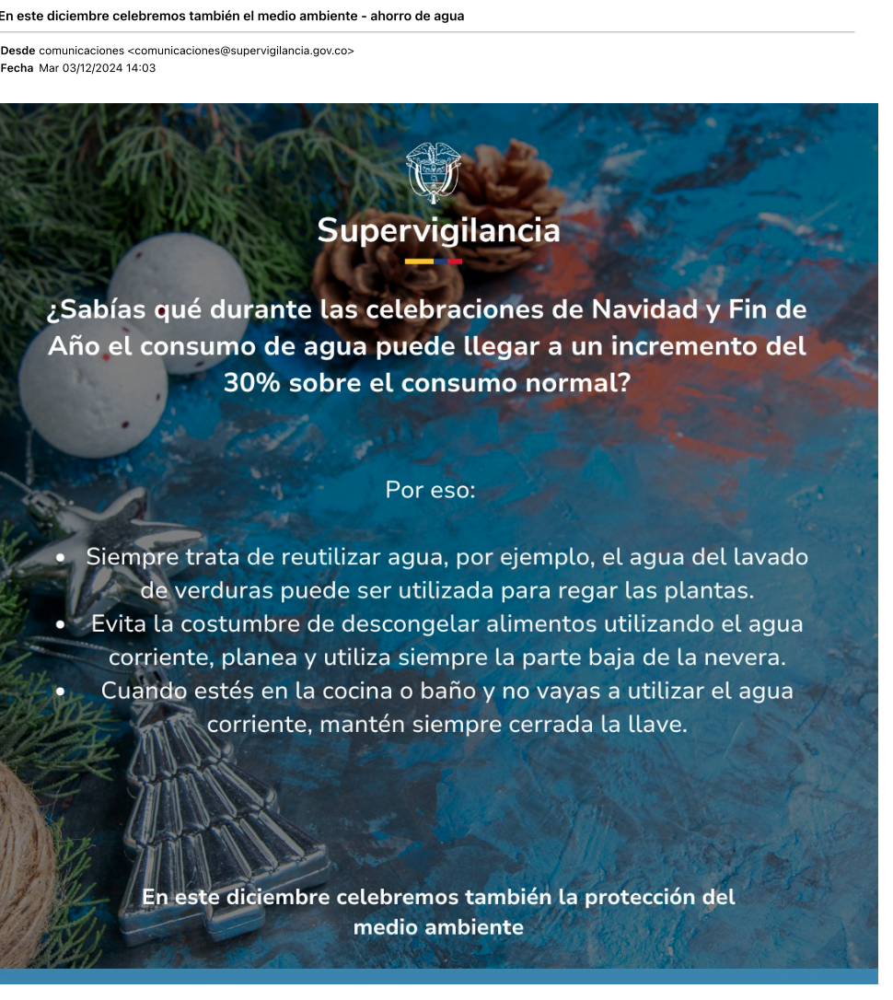 En este diciembre celebremos también el medio ambiente - ahorro de agua
Desde comunicaciones <comunicaciones@supervigilancia.gov.co>
Fecha Mar 03/12/2024 14:03
Supervigilancia
¿Sabías qué durante las celebraciones de Navidad y Fin de
Año el consumo de agua puede llegar a un incremento del
30% sobre el consumo normal?
Por eso:
• Siempre trata de reutilizar agua, por ejemplo, el agua del lavado
de verduras puede ser utilizada para regar las plantas.
• Evita la costumbre de descongelar alimentos utilizando el agua
corriente, planea y utiliza siempre la parte baja de la nevera.
• Cuando estés en la cocina o baño y no vayas a utilizar el agua
corriente, mantén siempre cerrada la llave.
En este diciembre celebremos también la protección del
medio ambiente